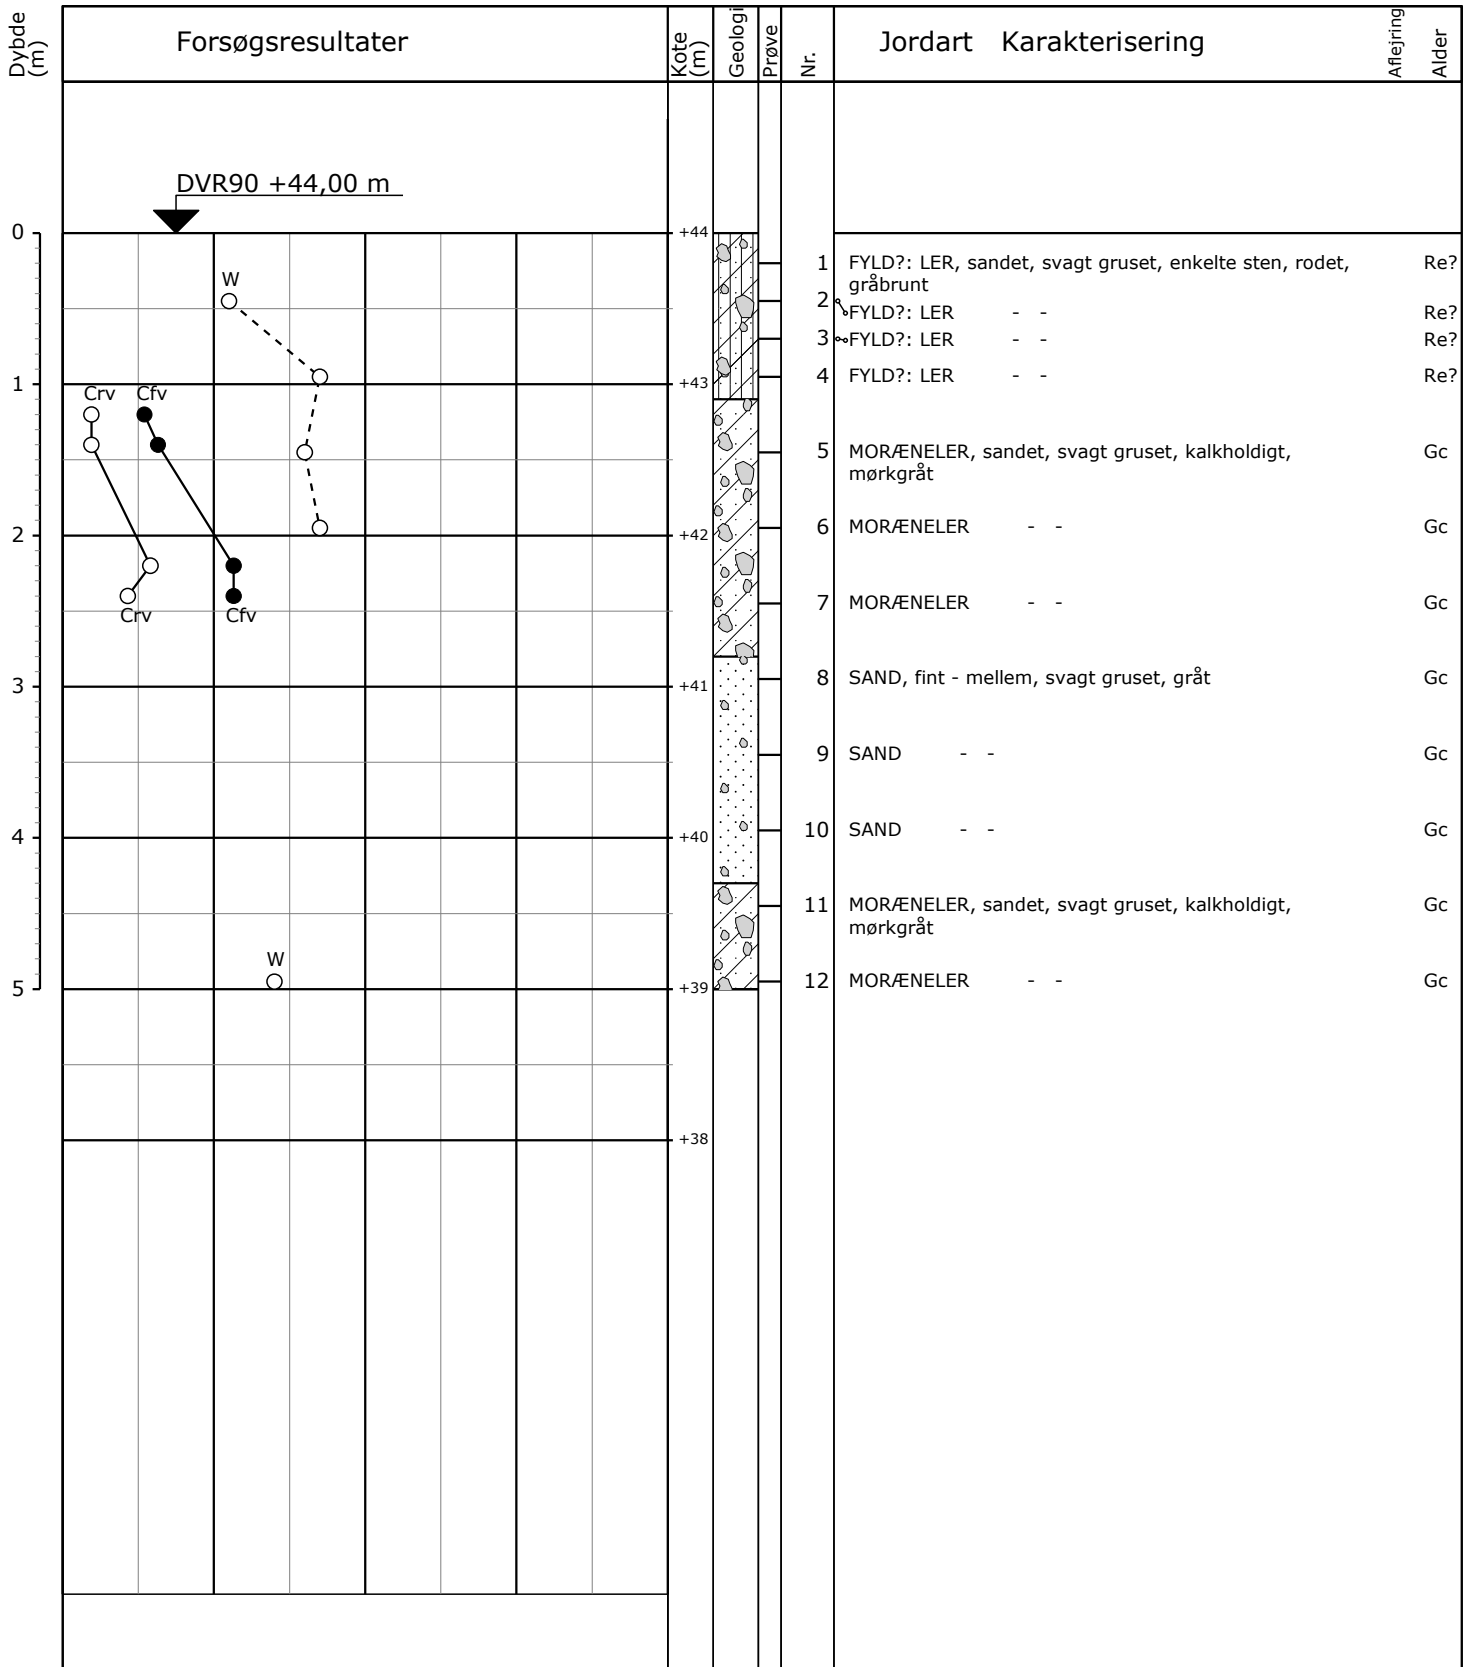 Dybde (m)
Forsøgsresultater
Kote (m)
Geologi
Prøve
Nr.
Jordart Karakterisering
Aflejring
Alder
DVR90 +44,00 m
0
+44
W
1 FYLD?: LER, sandet, svagt gruset, enkelte sten, rodet, Re?
gråbrunt
2 FYLD?: LER - - Re?
3 FYLD?: LER - - Re?
1
+43
4 FYLD?: LER - - Re?
Crv Cfv
5 MORÆNELER, sandet, svagt gruset, kalkholdigt, Gc
mørkgråt
6 MORÆNELER - - Gc
2
+42
7 MORÆNELER - - Gc
Crv Cfv
8 SAND, fint - mellem, svagt gruset, gråt Gc
3
+41
9 SAND - - Gc
10 SAND - - Gc
4
+40
11 MORÆNELER, sandet, svagt gruset, kalkholdigt, Gc
mørkgråt
W
12 MORÆNELER - - Gc
5
+39
+38